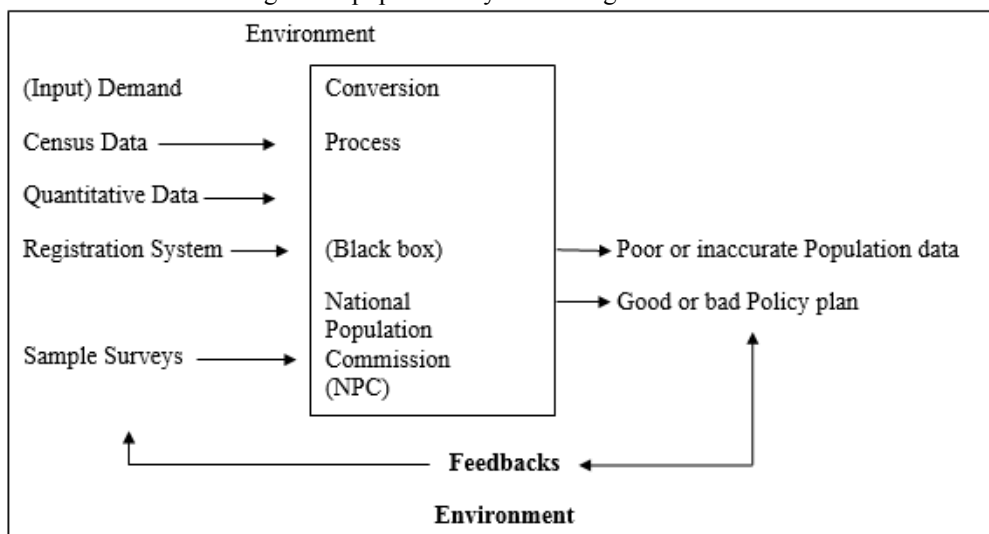 Environment
(Input) Demand
Conversion
Census Data
Process
Quantitative Data
Registration System
(Black box)
Poor or inaccurate Population data
National
Population
Commission
(NPC)
Good or bad Policy plan
Sample Surveys
Feedbacks
Environment